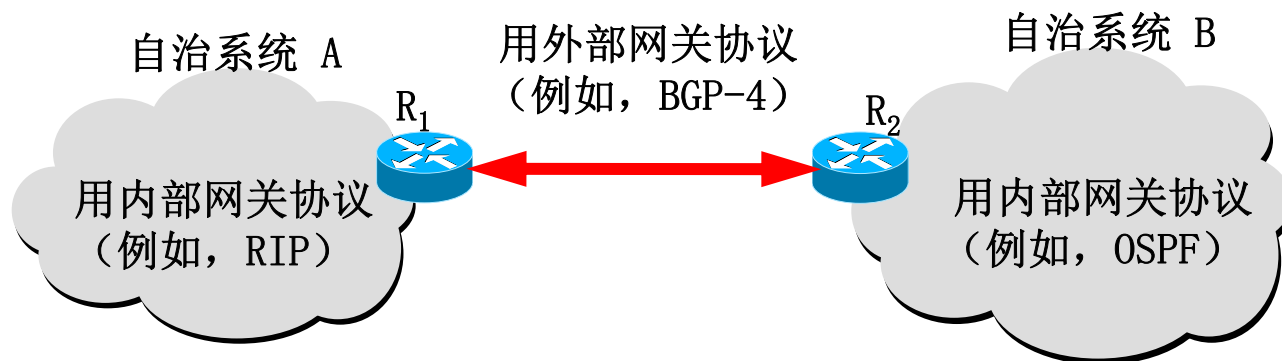 自治系统 A
用外部网关协议
(例如, BGP-4)
自治系统 B
R1
R2
用内部网关协议
(例如, RIP)
用内部网关协议
(例如, OSPF)